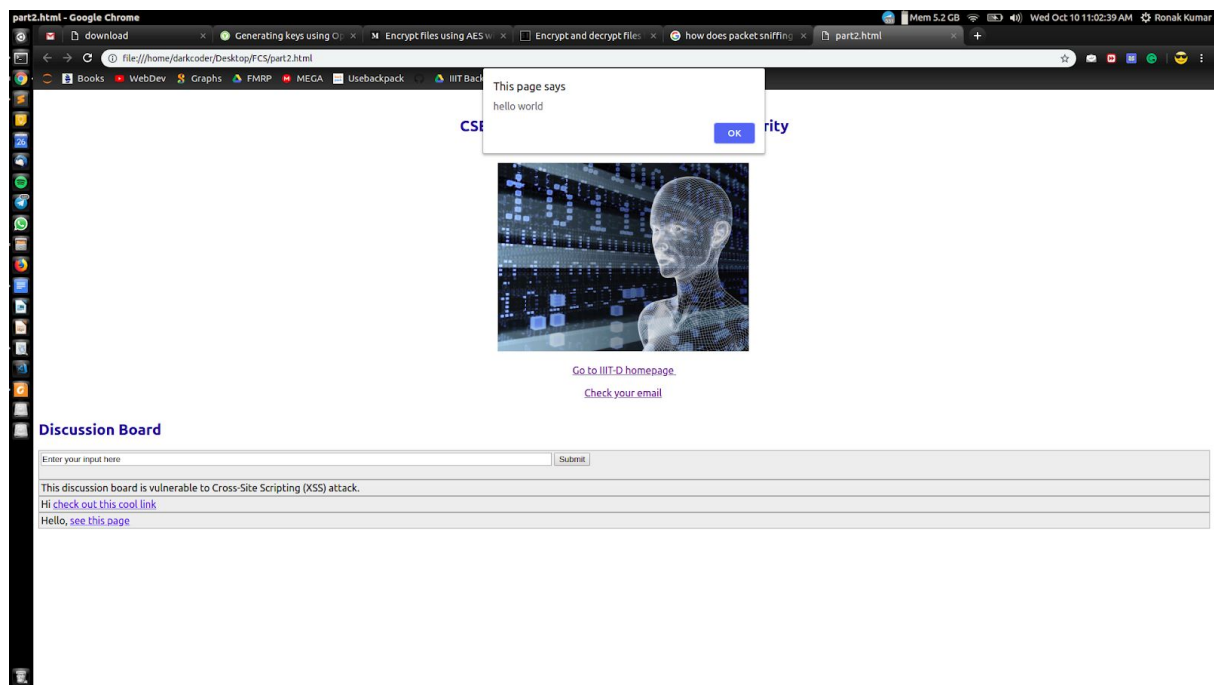 part2.html - Google Chrome
Mem 5.2 GB
Wed Oct 10 11:02:39 AM
Ronak Kumar
download
Generating keys using Op
Encrypt files using AES w
Encrypt and decrypt files
how does packet sniffing
part2.html
file:///home/darkcoder/Desktop/FCS/part2.html
Books
WebDev
Graphs
FMRP
MEGA
Usebackpack
IIIT Back
This page says
hello world
OK
CSE
rity
Go to IIIT-D homepage
Check your email
Discussion Board
Enter your input here
Submit
This discussion board is vulnerable to Cross-Site Scripting (XSS) attack.
Hi check out this cool link
Hello, see this page